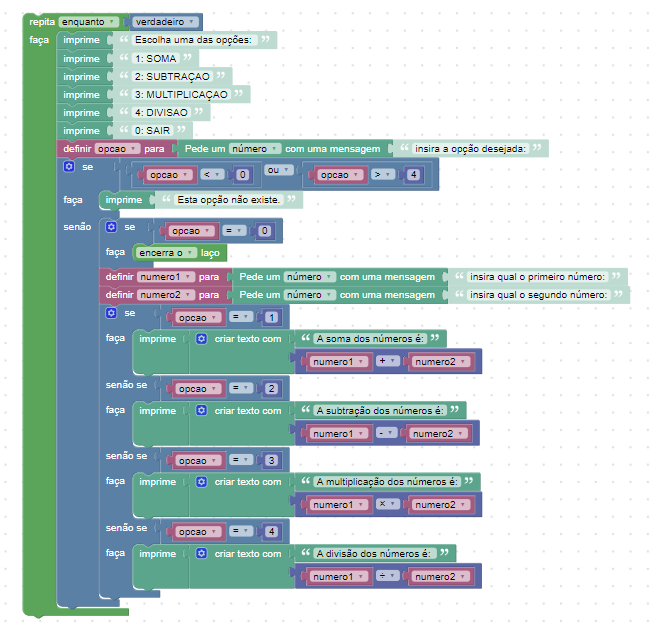 repita enquanto verdadeiro
faça imprime “ Escolha uma das opções: ”
imprime “ 1: SOMA ”
imprime “ 2: SUBTRAÇAO ”
imprime “ 3: MULTIPLICAÇAO ”
imprime “ 4: DIVISAO ”
imprime “ 0: SAIR ”
definir opcao para Pede um número com uma mensagem “ insira a opção desejada: ”
se opcao < 0 ou opcao > 4
faça imprime “ Esta opção não existe. ”
senão se opcao = 0
faça encerra o laço
definir numero1 para Pede um número com uma mensagem “ insira qual o primeiro número: ”
definir numero2 para Pede um número com uma mensagem “ insira qual o segundo número: ”
se opcao = 1
faça imprime criar texto com “ A soma dos números é: ”
numero1 + numero2
senão se opcao = 2
faça imprime criar texto com “ A subtração dos números é: ”
numero1 - numero2
senão se opcao = 3
faça imprime criar texto com “ A multiplicação dos números é: ”
numero1 × numero2
senão se opcao = 4
faça imprime criar texto com “ A divisão dos números é: ”
numero1 ÷ numero2